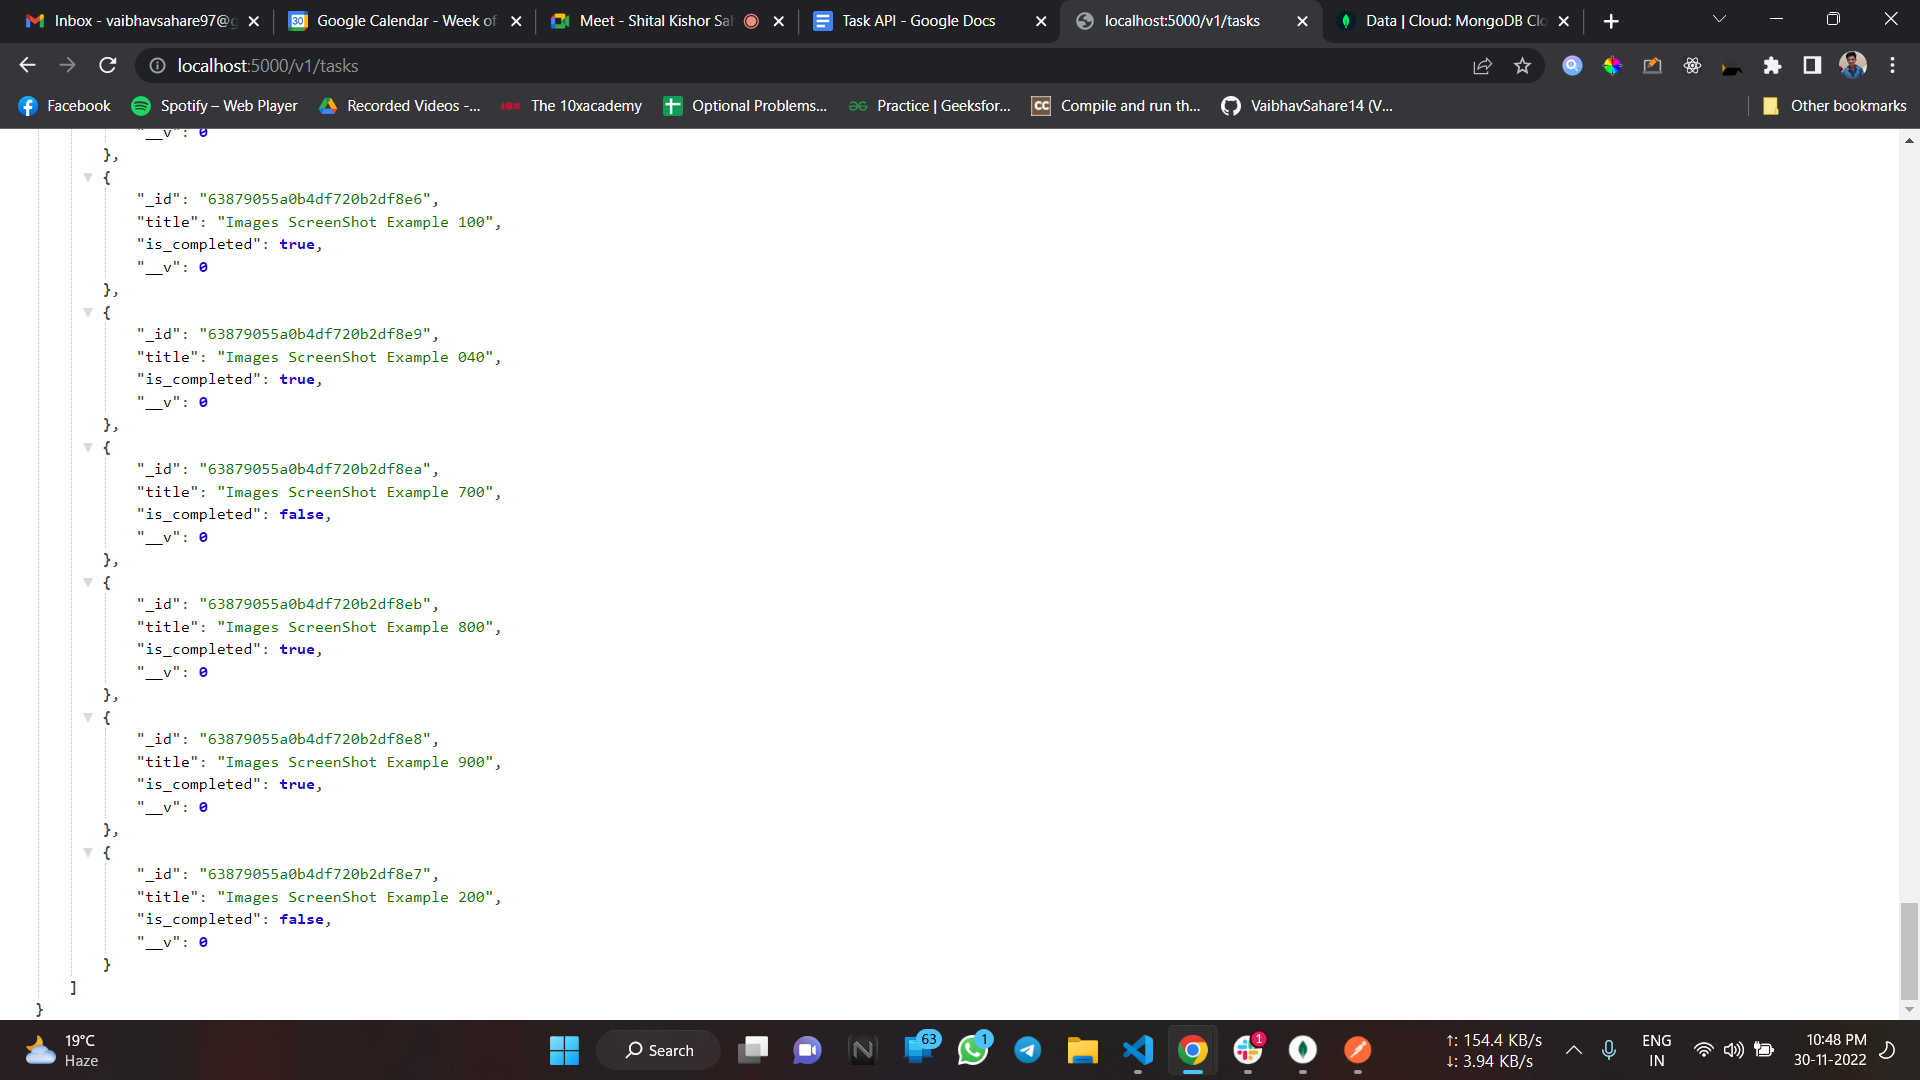 Inbox - vaibhavsahare97@g
Google Calendar - Week of
Meet - Shital Kishor Sah
Task API - Google Docs
localhost:5000/v1/tasks
Data | Cloud: MongoDB Clo
localhost:5000/v1/tasks
Facebook
Spotify – Web Player
Recorded Videos -...
The 10xacademy
Optional Problems...
Practice | Geeksfor...
Compile and run th...
VaibhavSahare14 (V...
Other bookmarks
"__v": 0
},
{
"_id": "63879055a0b4df720b2df8e6",
"title": "Images ScreenShot Example 100",
"is_completed": true,
"__v": 0
},
{
"_id": "63879055a0b4df720b2df8e9",
"title": "Images ScreenShot Example 040",
"is_completed": true,
"__v": 0
},
{
"_id": "63879055a0b4df720b2df8ea",
"title": "Images ScreenShot Example 700",
"is_completed": false,
"__v": 0
},
{
"_id": "63879055a0b4df720b2df8eb",
"title": "Images ScreenShot Example 800",
"is_completed": true,
"__v": 0
},
{
"_id": "63879055a0b4df720b2df8e8",
"title": "Images ScreenShot Example 900",
"is_completed": true,
"__v": 0
},
{
"_id": "63879055a0b4df720b2df8e7",
"title": "Images ScreenShot Example 200",
"is_completed": false,
"__v": 0
}
]
}
19°C
Haze
Search
63
1
1
↑: 154.4 KB/s
↓: 3.94 KB/s
ENG
IN
10:48 PM
30-11-2022